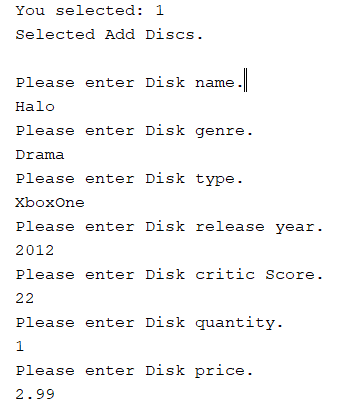 You selected: 1
Selected Add Discs.
Please enter Disk name.
Halo
Please enter Disk genre.
Drama
Please enter Disk type.
XboxOne
Please enter Disk release year.
2012
Please enter Disk critic Score.
22
Please enter Disk quantity.
1
Please enter Disk price.
2.99